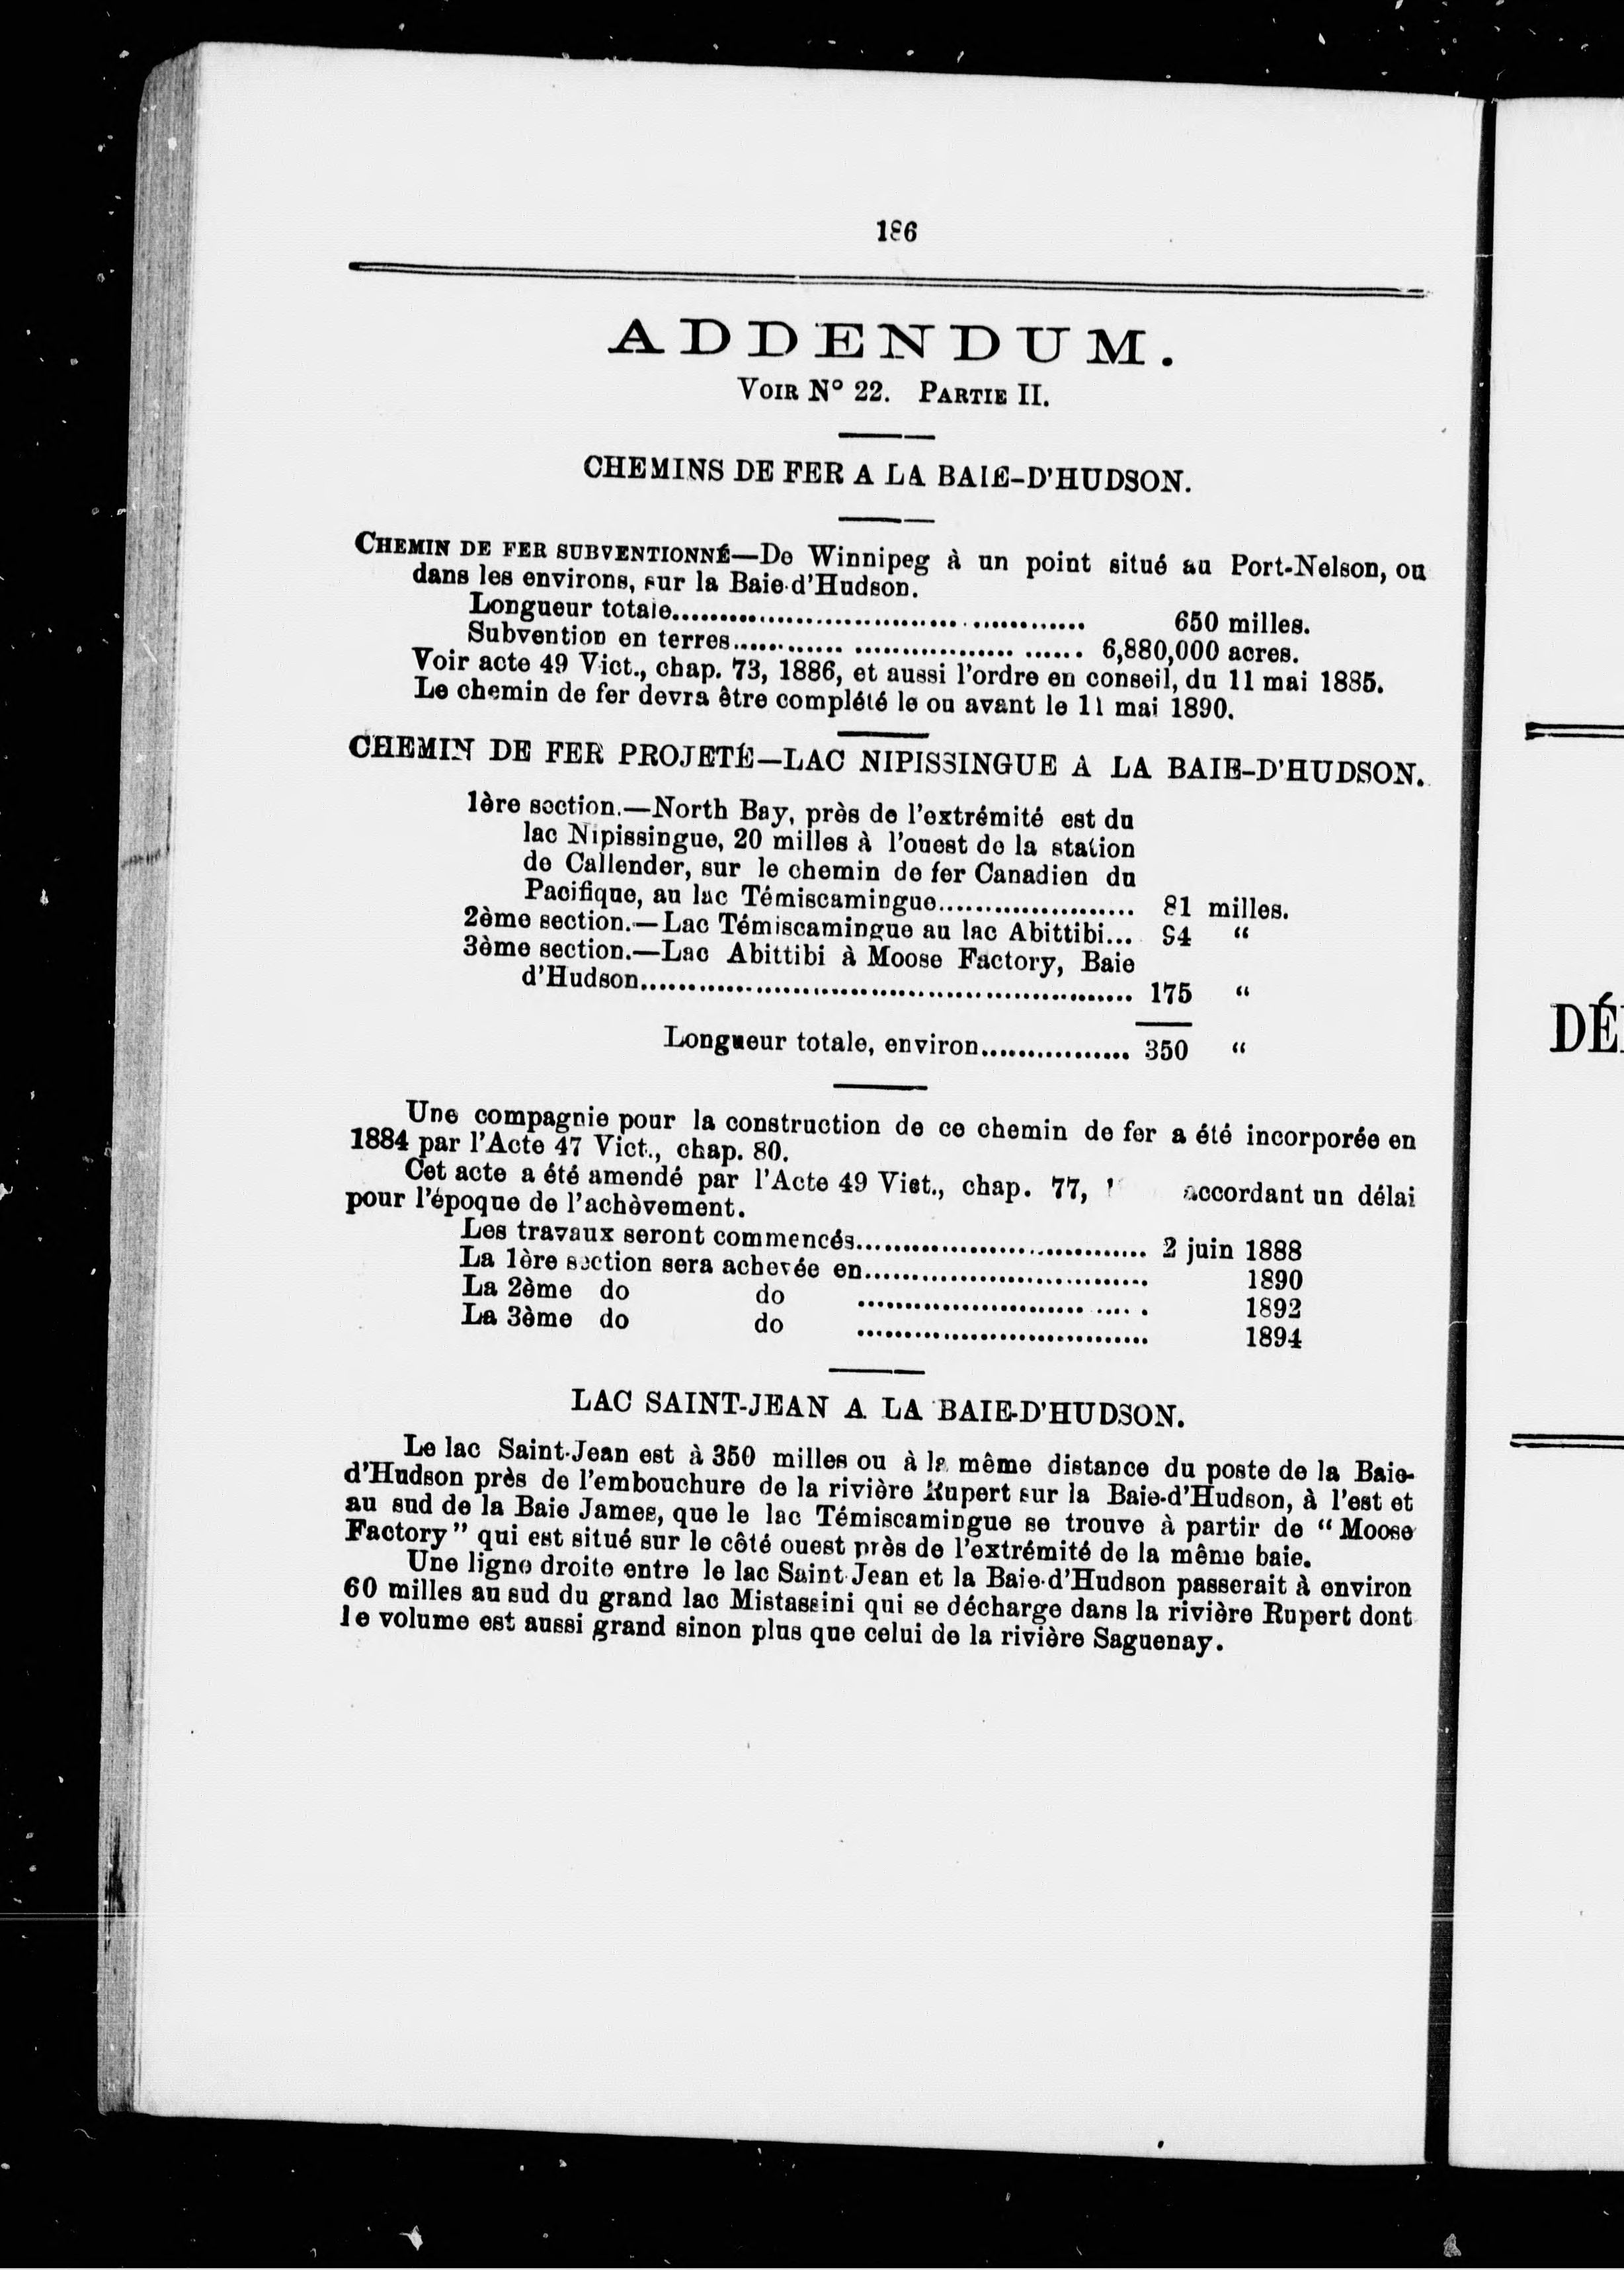 186
ADDENDUM.
VOIR N° 22. PARTIE II.
CHEMINS DE FER A LA BAIE-D'HUDSON.
CHEMIN DE FER SUBVENTIONNÉ—De Winnipeg à un point situé au Port-Nelson, ou
dans les environs, sur la Baie-d'Hudson.
Longueur totale.......................................... 650 milles.
Subvention en terres.................................... 6,880,000 acres.
Voir acte 49 Vict., chap. 73, 1886, et aussi l'ordre en conseil, du 11 mai 1885.
Le chemin de fer devra être complété le ou avant le 11 mai 1890.
CHEMIN DE FER PROJETÉ—LAC NIPISSINGUE A LA BAIE-D'HUDSON.
1ère section.—North Bay, près de l'extrémité est du
lac Nipissingue, 20 milles à l'ouest de la station
de Callender, sur le chemin de fer Canadien du
Pacifique, au lac Témiscamingue..................... 81 milles.
2ème section.—Lac Témiscamingue au lac Abittibi... 94 “
3ème section.—Lac Abittibi à Moose Factory, Baie
d'Hudson..................................................... 175 “
Longueur totale, environ................ 350 “
Une compagnie pour la construction de ce chemin de fer a été incorporée en
1884 par l'Acte 47 Vict., chap. 80.
Cet acte a été amendé par l'Acte 49 Vict., chap. 77, accordant un délai
pour l'époque de l'achèvement.
Les travaux seront commencés............................... 2 juin 1888
La 1ère section sera achevée en.............................. 1890
La 2ème do do .............................. 1892
La 3ème do do .............................. 1894
LAC SAINT-JEAN A LA BAIE-D'HUDSON.
Le lac Saint-Jean est à 350 milles ou à la même distance du poste de la Baie-
d'Hudson près de l'embouchure de la rivière Rupert sur la Baie-d'Hudson, à l'est et
au sud de la Baie James, que le lac Témiscamingue se trouve à partir de “Moose
Factory” qui est situé sur le côté ouest près de l'extrémité de la même baie.
Une ligne droite entre le lac Saint Jean et la Baie-d'Hudson passerait à environ
60 milles au sud du grand lac Mistassini qui se décharge dans la rivière Rupert dont
le volume est aussi grand sinon plus que celui de la rivière Saguenay.